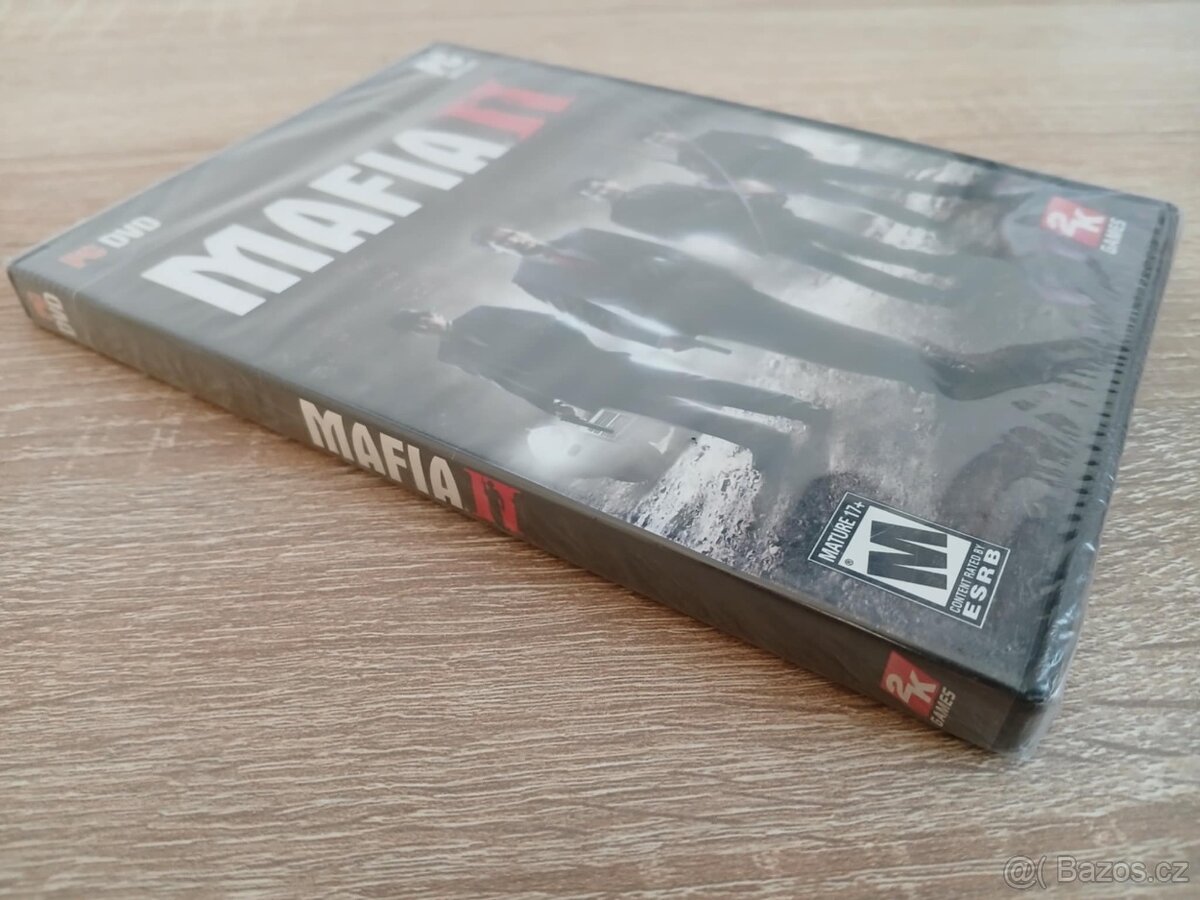 PC
PC DVD
MAFIA II
2K
GAMES
DVD
MAFIA II
MATURE 17+
M
®
CONTENT RATED BY
ESRB
2K
GAMES
@( Bazos.cz